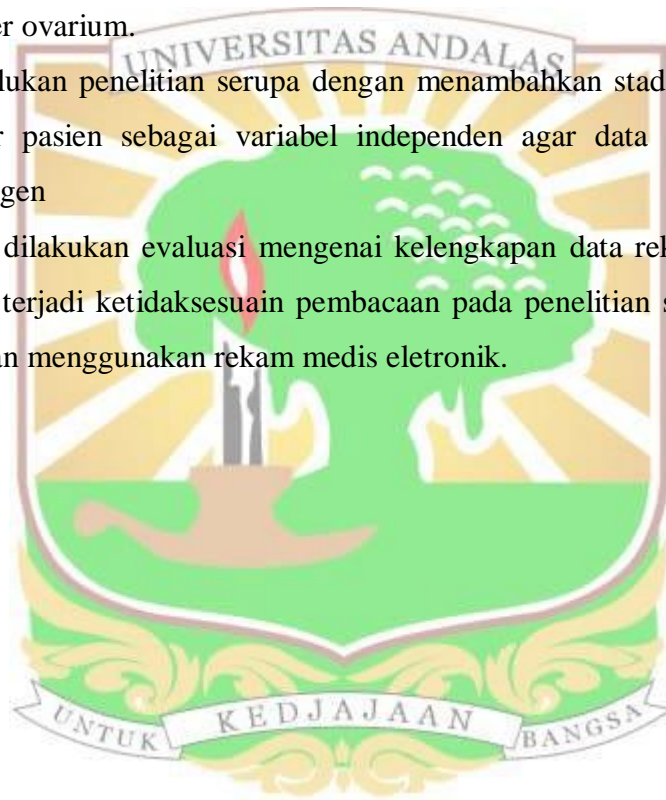 er ovarium.
UNIVERSITAS ANDALAS
lukan penelitian serupa dengan menambahkan stad
r pasien sebagai variabel independen agar data
gen
dilakukan evaluasi mengenai kelengkapan data rek
terjadi ketidaksesuain pembacaan pada penelitian s
an menggunakan rekam medis eletronik.
UNTUK KEDJAJAAN BANGSA